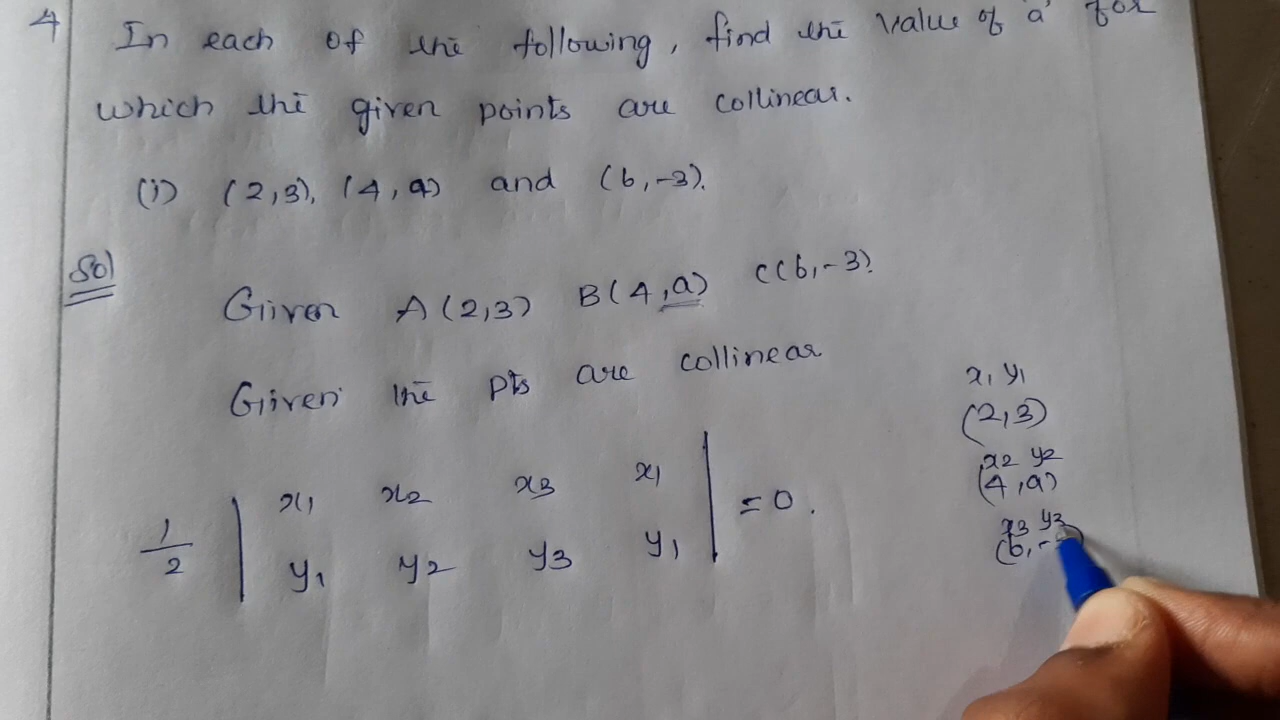 4 In each of the following, find the value of 'a' for
which the given points are collinear.
(i) (2,3), (4,a) and (6,-3).
Sol
Given A(2,3) B(4,a) C(6,-3).
Given the pts are collinear
x1 y1
(2,3)
x2 y2
(4,a)
x3 y3
(6,-
1/2 | x1 x2 x3 x1 | = 0.
y1 y2 y3 y1